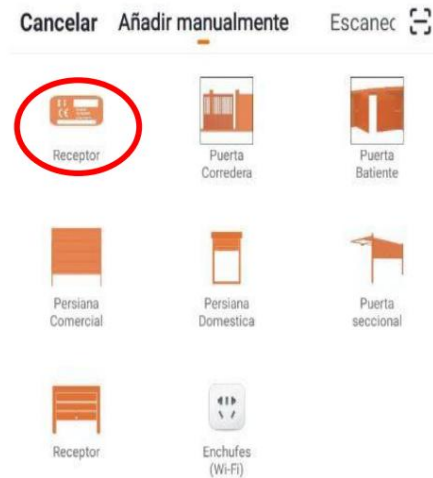 Cancelar Añadir manualmente Escanec
Receptor
Puerta
Corredera
Puerta
Batiente
Persiana
Comercial
Persiana
Domestica
Puerta
seccional
Receptor
Enchufes
(Wi-Fi)